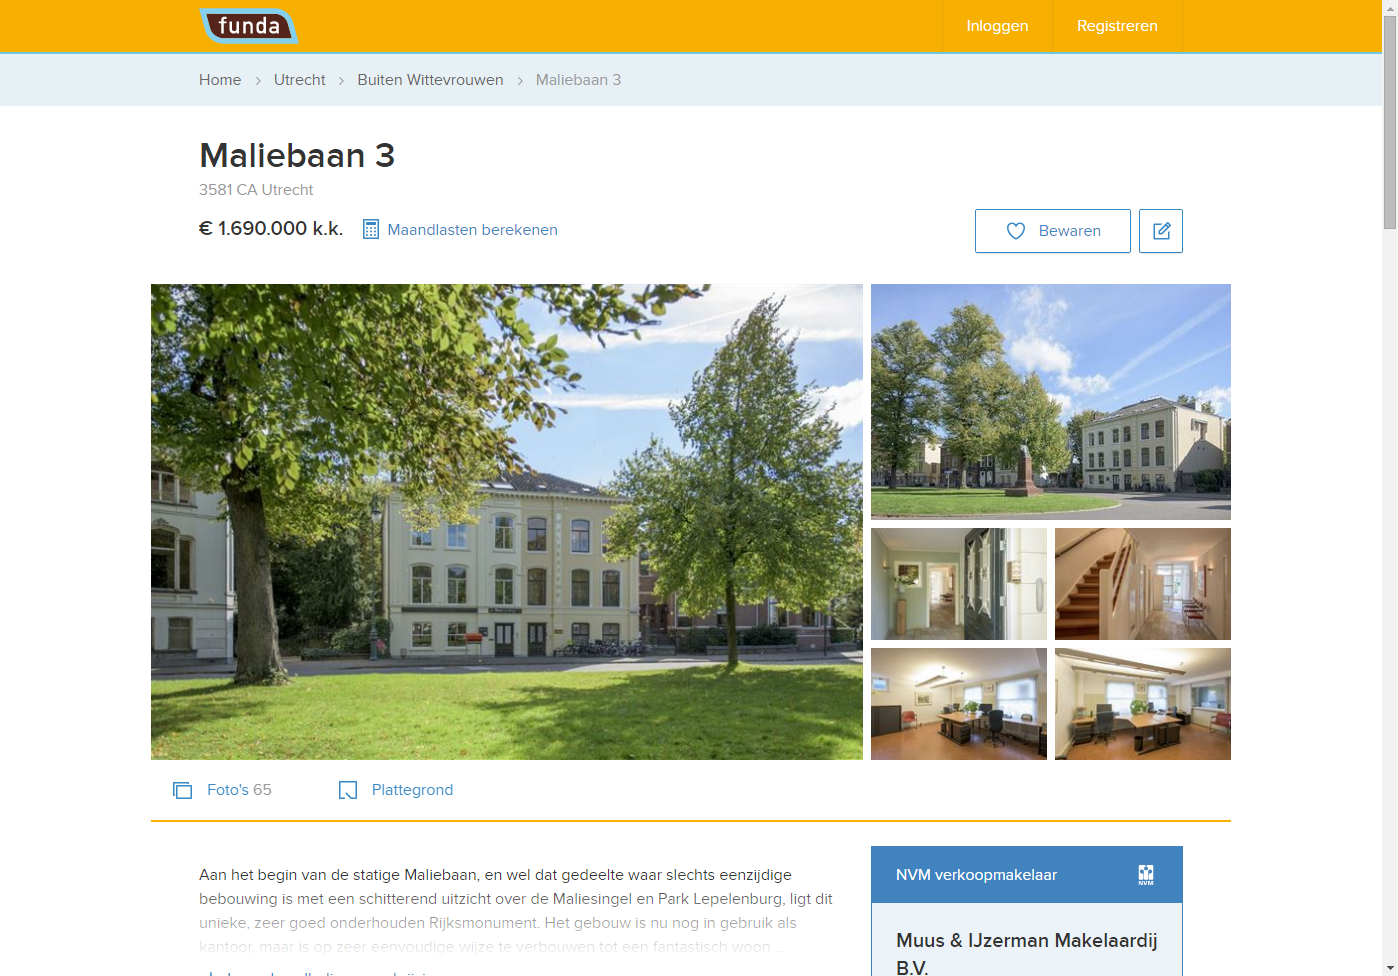 funda
Inloggen
Registreren
Home > Utrecht > Buiten Wittevrouwen > Maliebaan 3
Maliebaan 3
3581 CA Utrecht
€ 1.690.000 k.k.
Maandlasten berekenen
Bewaren
Foto's 65
Plattegrond
Aan het begin van de statige Maliebaan, en wel dat gedeelte waar slechts eenzijdige
bebouwing is met een schitterend uitzicht over de Maliesingel en Park Lepelenburg, ligt dit
unieke, zeer goed onderhouden Rijksmonument. Het gebouw is nu nog in gebruik als
kantoor, maar is op zeer eenvoudige wijze te verbouwen tot een fantastisch woon ...
NVM verkoopmakelaar
NVM
Muus & IJzerman Makelaardij
B.V.